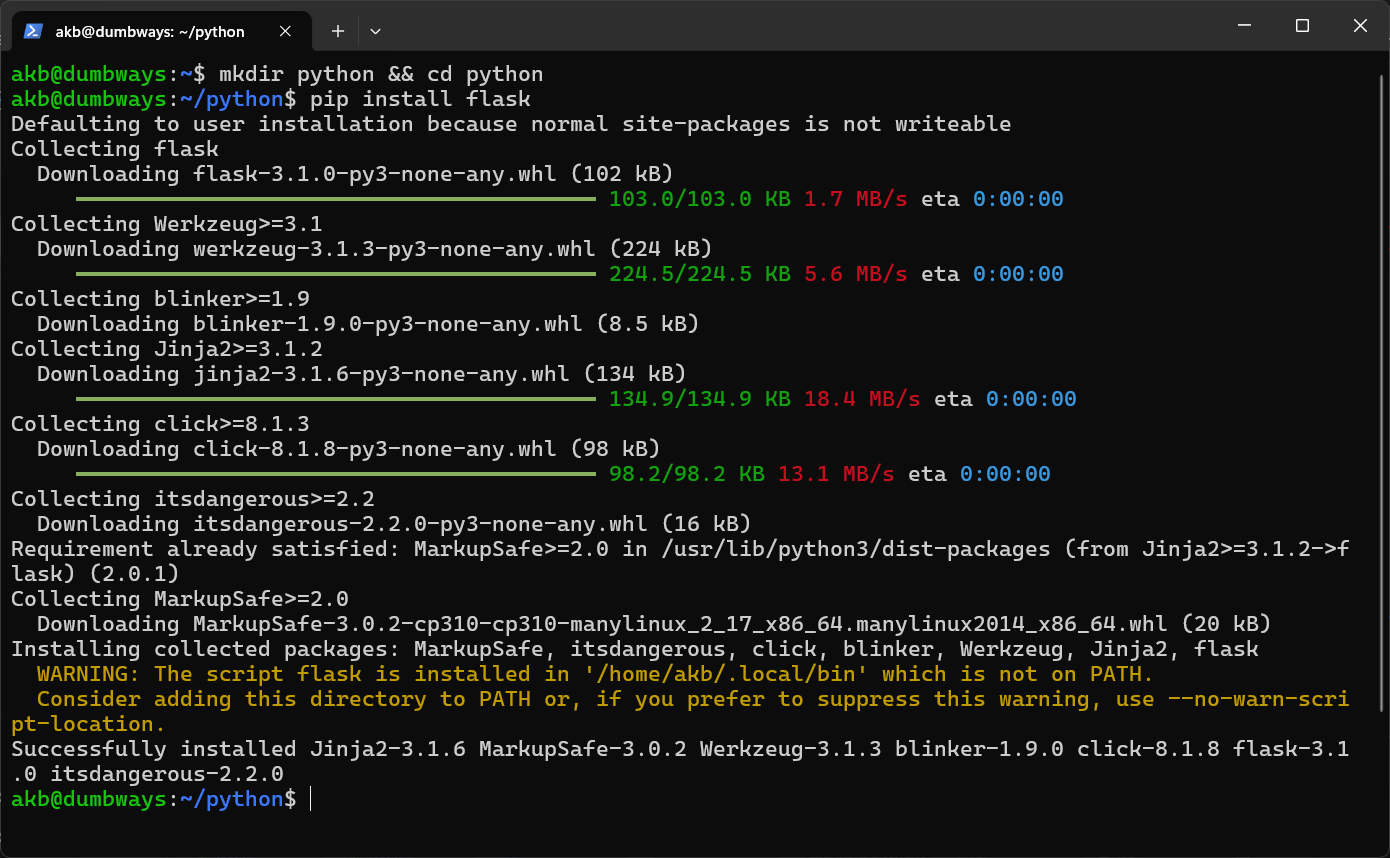 akb@dumbways: ~/python
akb@dumbways:~$ mkdir python && cd python
akb@dumbways:~/python$ pip install flask
Defaulting to user installation because normal site-packages is not writeable
Collecting flask
  Downloading flask-3.1.0-py3-none-any.whl (102 kB)
103.0/103.0 KB 1.7 MB/s eta 0:00:00
Collecting Werkzeug>=3.1
  Downloading werkzeug-3.1.3-py3-none-any.whl (224 kB)
224.5/224.5 KB 5.6 MB/s eta 0:00:00
Collecting blinker>=1.9
  Downloading blinker-1.9.0-py3-none-any.whl (8.5 kB)
Collecting Jinja2>=3.1.2
  Downloading jinja2-3.1.6-py3-none-any.whl (134 kB)
134.9/134.9 KB 18.4 MB/s eta 0:00:00
Collecting click>=8.1.3
  Downloading click-8.1.8-py3-none-any.whl (98 kB)
98.2/98.2 KB 13.1 MB/s eta 0:00:00
Collecting itsdangerous>=2.2
  Downloading itsdangerous-2.2.0-py3-none-any.whl (16 kB)
Requirement already satisfied: MarkupSafe>=2.0 in /usr/lib/python3/dist-packages (from Jinja2>=3.1.2->f
lask) (2.0.1)
Collecting MarkupSafe>=2.0
  Downloading MarkupSafe-3.0.2-cp310-cp310-manylinux_2_17_x86_64.manylinux2014_x86_64.whl (20 kB)
Installing collected packages: MarkupSafe, itsdangerous, click, blinker, Werkzeug, Jinja2, flask
  WARNING: The script flask is installed in '/home/akb/.local/bin' which is not on PATH.
  Consider adding this directory to PATH or, if you prefer to suppress this warning, use --no-warn-scri
pt-location.
Successfully installed Jinja2-3.1.6 MarkupSafe-3.0.2 Werkzeug-3.1.3 blinker-1.9.0 click-8.1.8 flask-3.1
.0 itsdangerous-2.2.0
akb@dumbways:~/python$